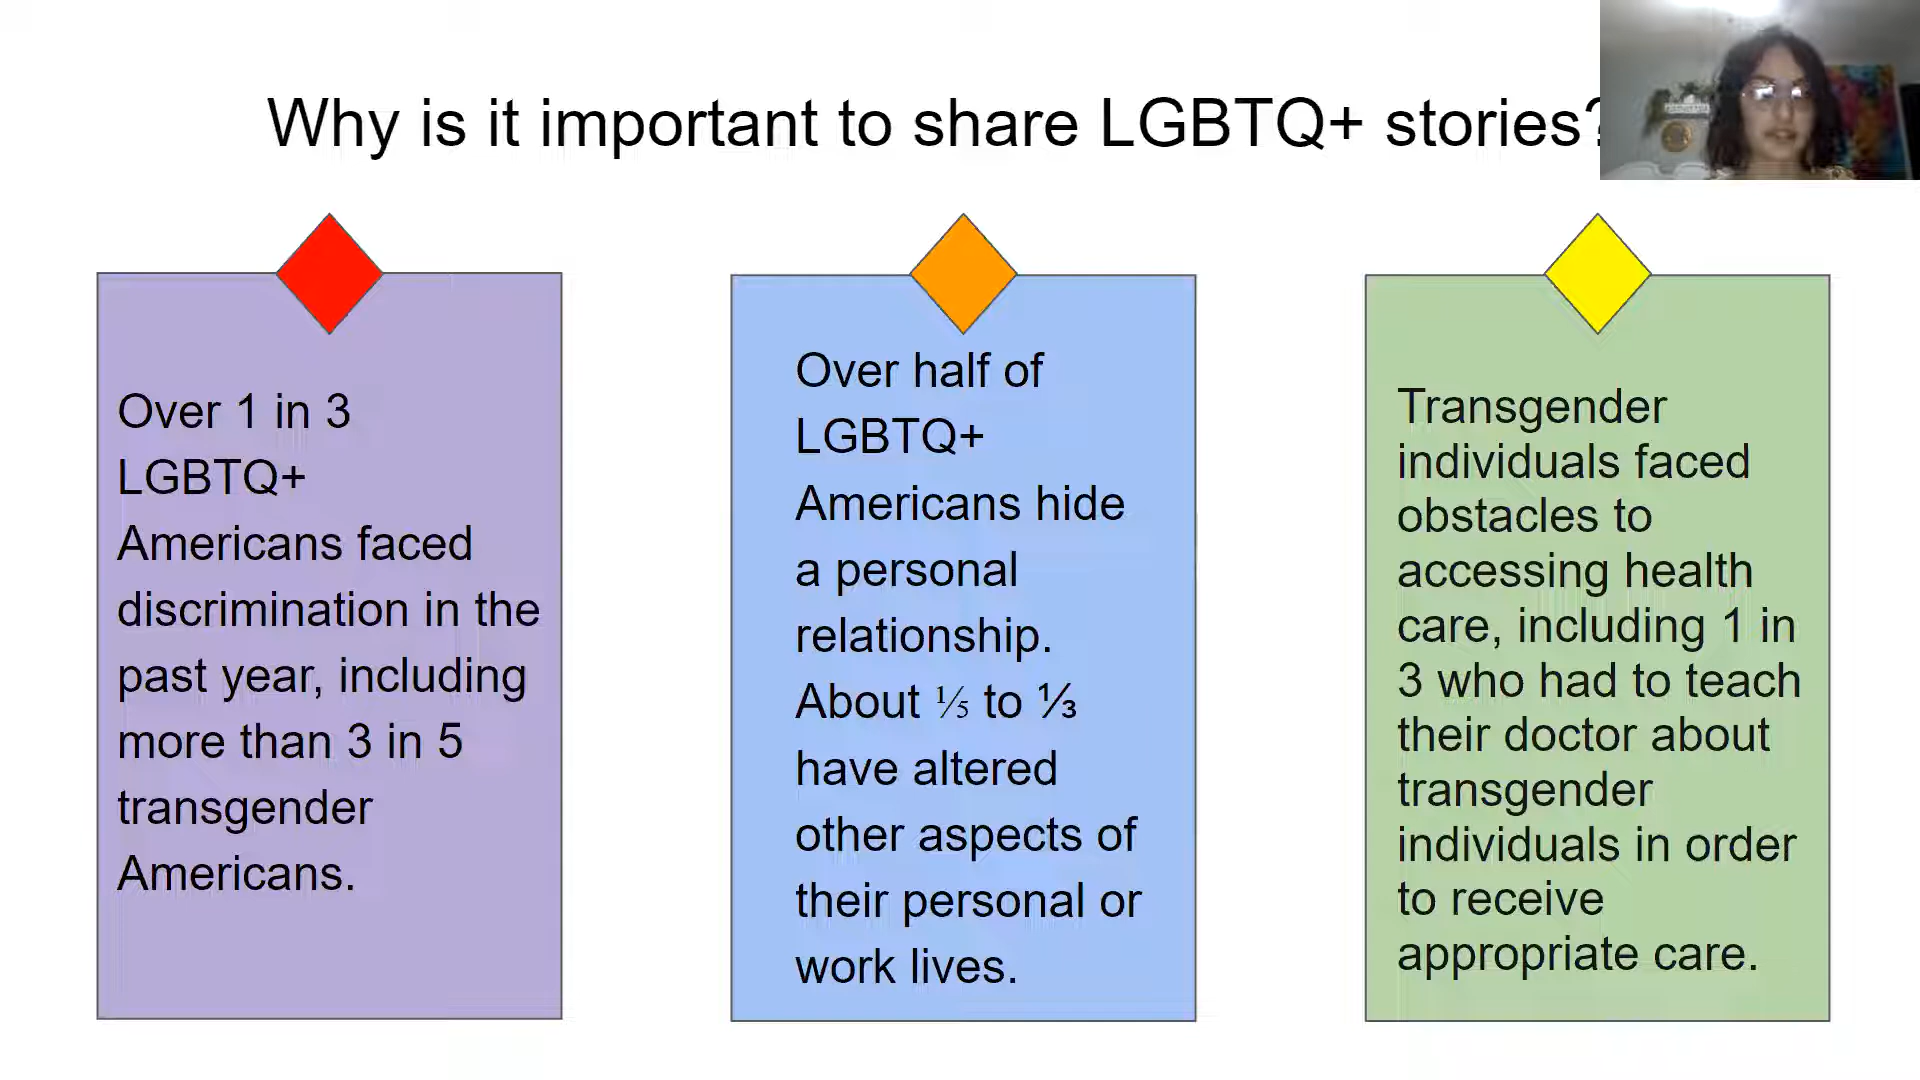 Why is it important to share LGBTQ+ stories?
Over 1 in 3
LGBTQ+
Americans faced
discrimination in the
past year, including
more than 3 in 5
transgender
Americans.
Over half of
LGBTQ+
Americans hide
a personal
relationship.
About ⅕ to ⅓
have altered
other aspects of
their personal or
work lives.
Transgender
individuals faced
obstacles to
accessing health
care, including 1 in
3 who had to teach
their doctor about
transgender
individuals in order
to receive
appropriate care.